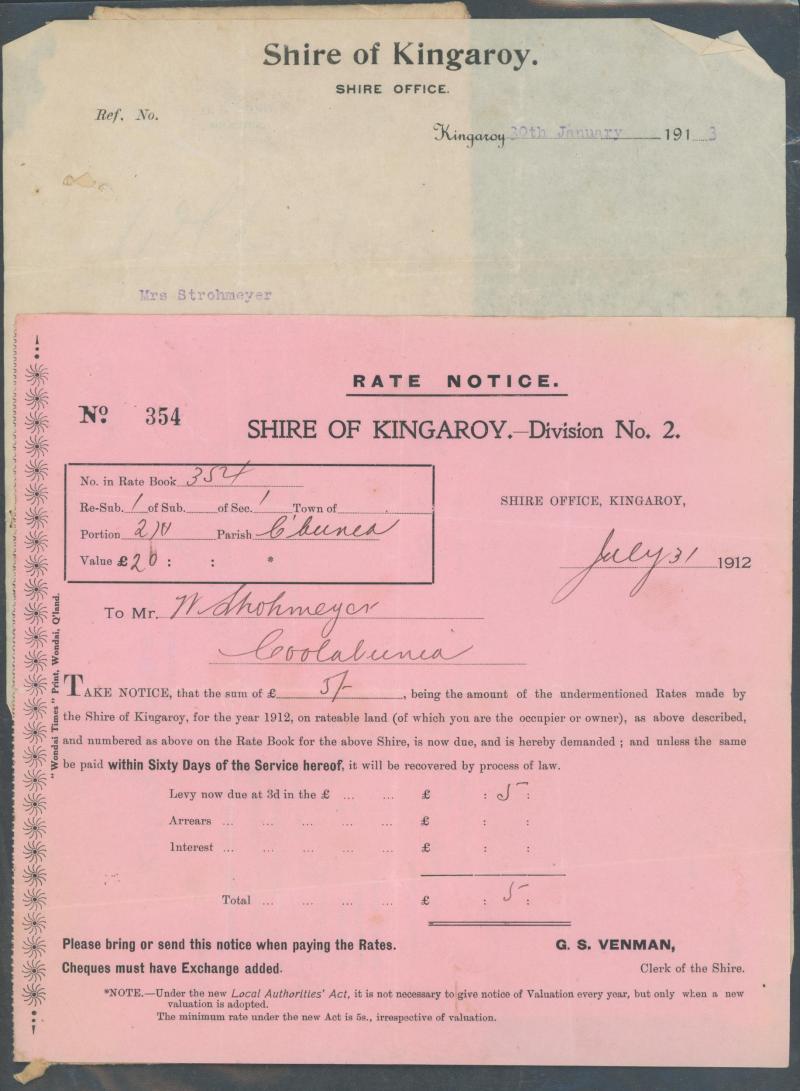 Shire of Kingaroy.
SHIRE OFFICE.
Ref. No.
Kingaroy 30th January 1913
Mrs Strohmeyer
RATE NOTICE.
No 354
SHIRE OF KINGAROY.—Division No. 2.
No. in Rate Book 354
Re-Sub. 1 of Sub. of Sec. 1 Town of
Portion Parish C'bunea
Value £20 : : *
SHIRE OFFICE, KINGAROY,
July 31 1912
To Mr. W Strohmeyer
Coolabunia
TAKE NOTICE, that the sum of £ 5/-, being the amount of the undermentioned Rates made by
the Shire of Kingaroy, for the year 1912, on rateable land (of which you are the occupier or owner), as above described,
and numbered as above on the Rate Book for the above Shire, is now due, and is hereby demanded ; and unless the same
be paid within Sixty Days of the Service hereof, it will be recovered by process of law.
Levy now due at 3d in the £ ... ... £ : 5 :
Arrears ... ... ... ... ... £ : :
Interest ... ... ... ... ... £ : :
Total ... ... ... ... £ : 5 :
Please bring or send this notice when paying the Rates.
Cheques must have Exchange added.
G. S. VENMAN,
Clerk of the Shire.
*NOTE.—Under the new Local Authorities' Act, it is not necessary to give notice of Valuation every year, but only when a new
valuation is adopted.
The minimum rate under the new Act is 5s., irrespective of valuation.
"Wondai Times" Print, Wondai, Q'land.